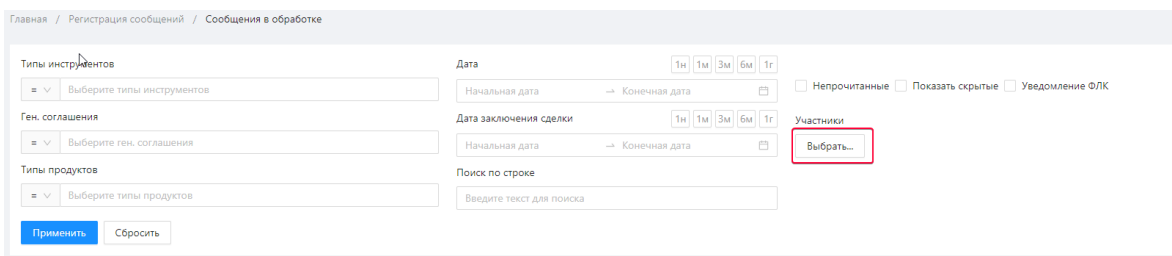 Главная / Регистрация сообщений / Сообщения в обработке
Типы инструментов
= Выберите типы инструментов
Ген. соглашения
= Выберите ген. соглашения
Типы продуктов
= Выберите типы продуктов
Применить Сбросить
Дата 1н 1м 3м 6м 1г
Начальная дата → Конечная дата
Дата заключения сделки 1н 1м 3м 6м 1г
Начальная дата → Конечная дата
Поиск по строке
Введите текст для поиска
Непрочитанные Показать скрытые Уведомление ФЛК
Участники
Выбрать...